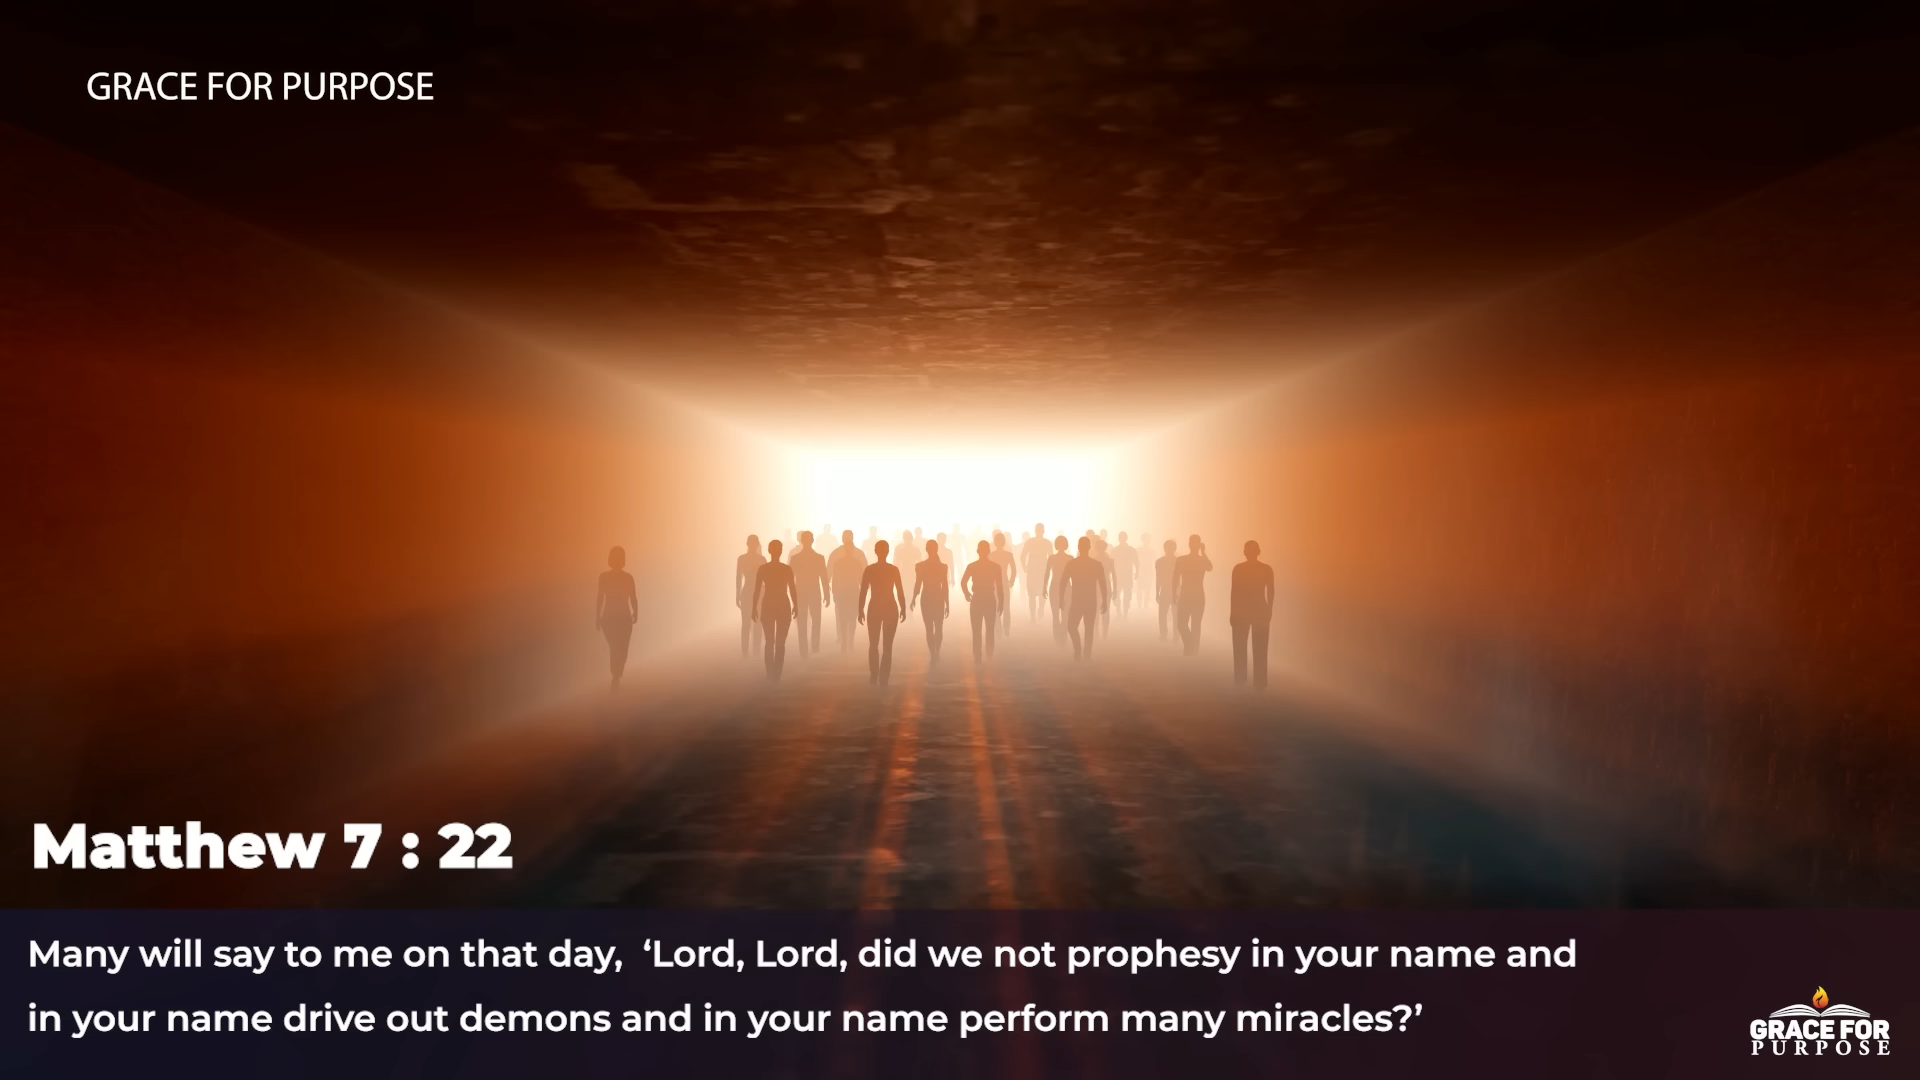 GRACE FOR PURPOSE
Matthew 7 : 22
Many will say to me on that day,  ‘Lord, Lord, did we not prophesy in your name and
in your name drive out demons and in your name perform many miracles?’
GRACE FOR
PURPOSE